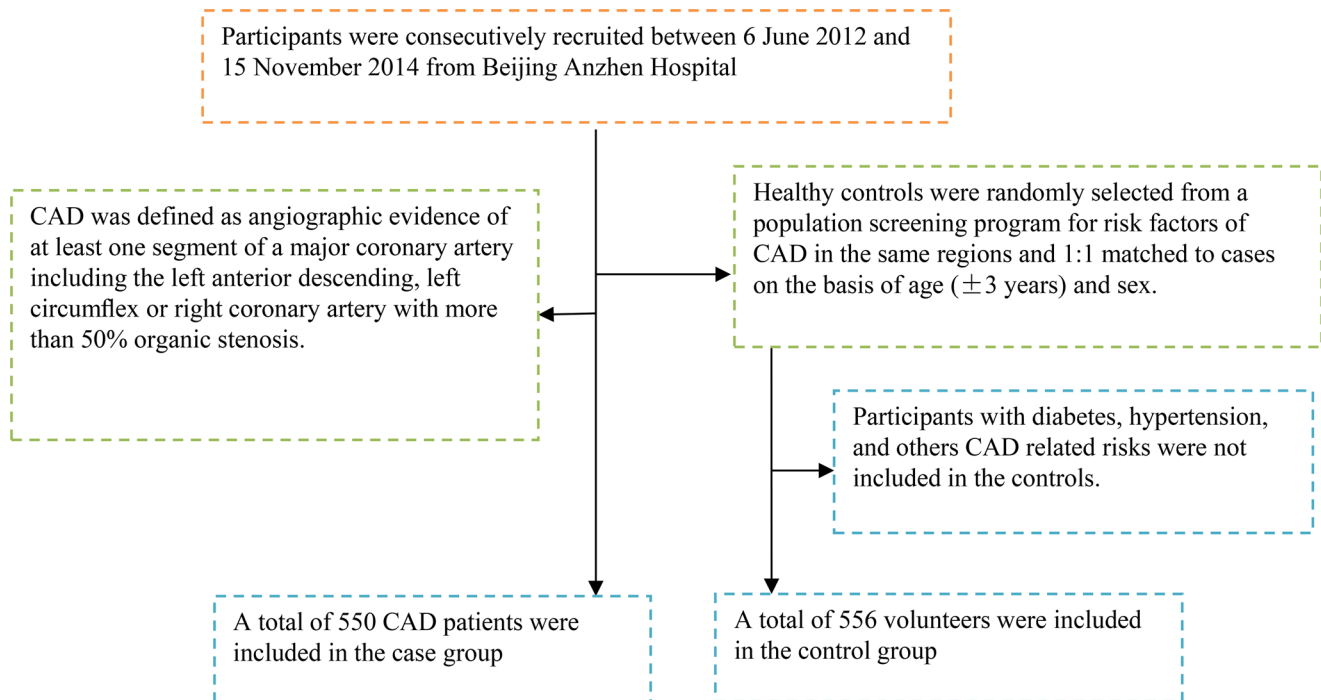 Participants were consecutively recruited between 6 June 2012 and
15 November 2014 from Beijing Anzhen Hospital
CAD was defined as angiographic evidence of
at least one segment of a major coronary artery
including the left anterior descending, left
circumflex or right coronary artery with more
than 50% organic stenosis.
Healthy controls were randomly selected from a
population screening program for risk factors of
CAD in the same regions and 1:1 matched to cases
on the basis of age (±3 years) and sex.
Participants with diabetes, hypertension,
and others CAD related risks were not
included in the controls.
A total of 550 CAD patients were
included in the case group
A total of 556 volunteers were included
in the control group